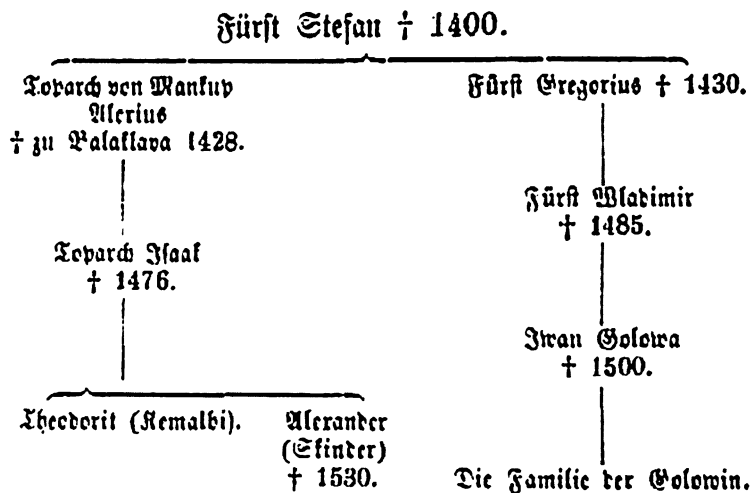 Fürſt Stefan † 1400.
Toparch von Mankup
Alexius
† zu Balaklava 1428.
Toparch Iſaak
† 1476.
Theodorit (Kemalbi).
Alexander
(Skinder)
† 1530.
Fürſt Gregorius † 1430.
Fürſt Wladimir
† 1485.
Iwan Golowa
† 1500.
Die Familie der Golowin.